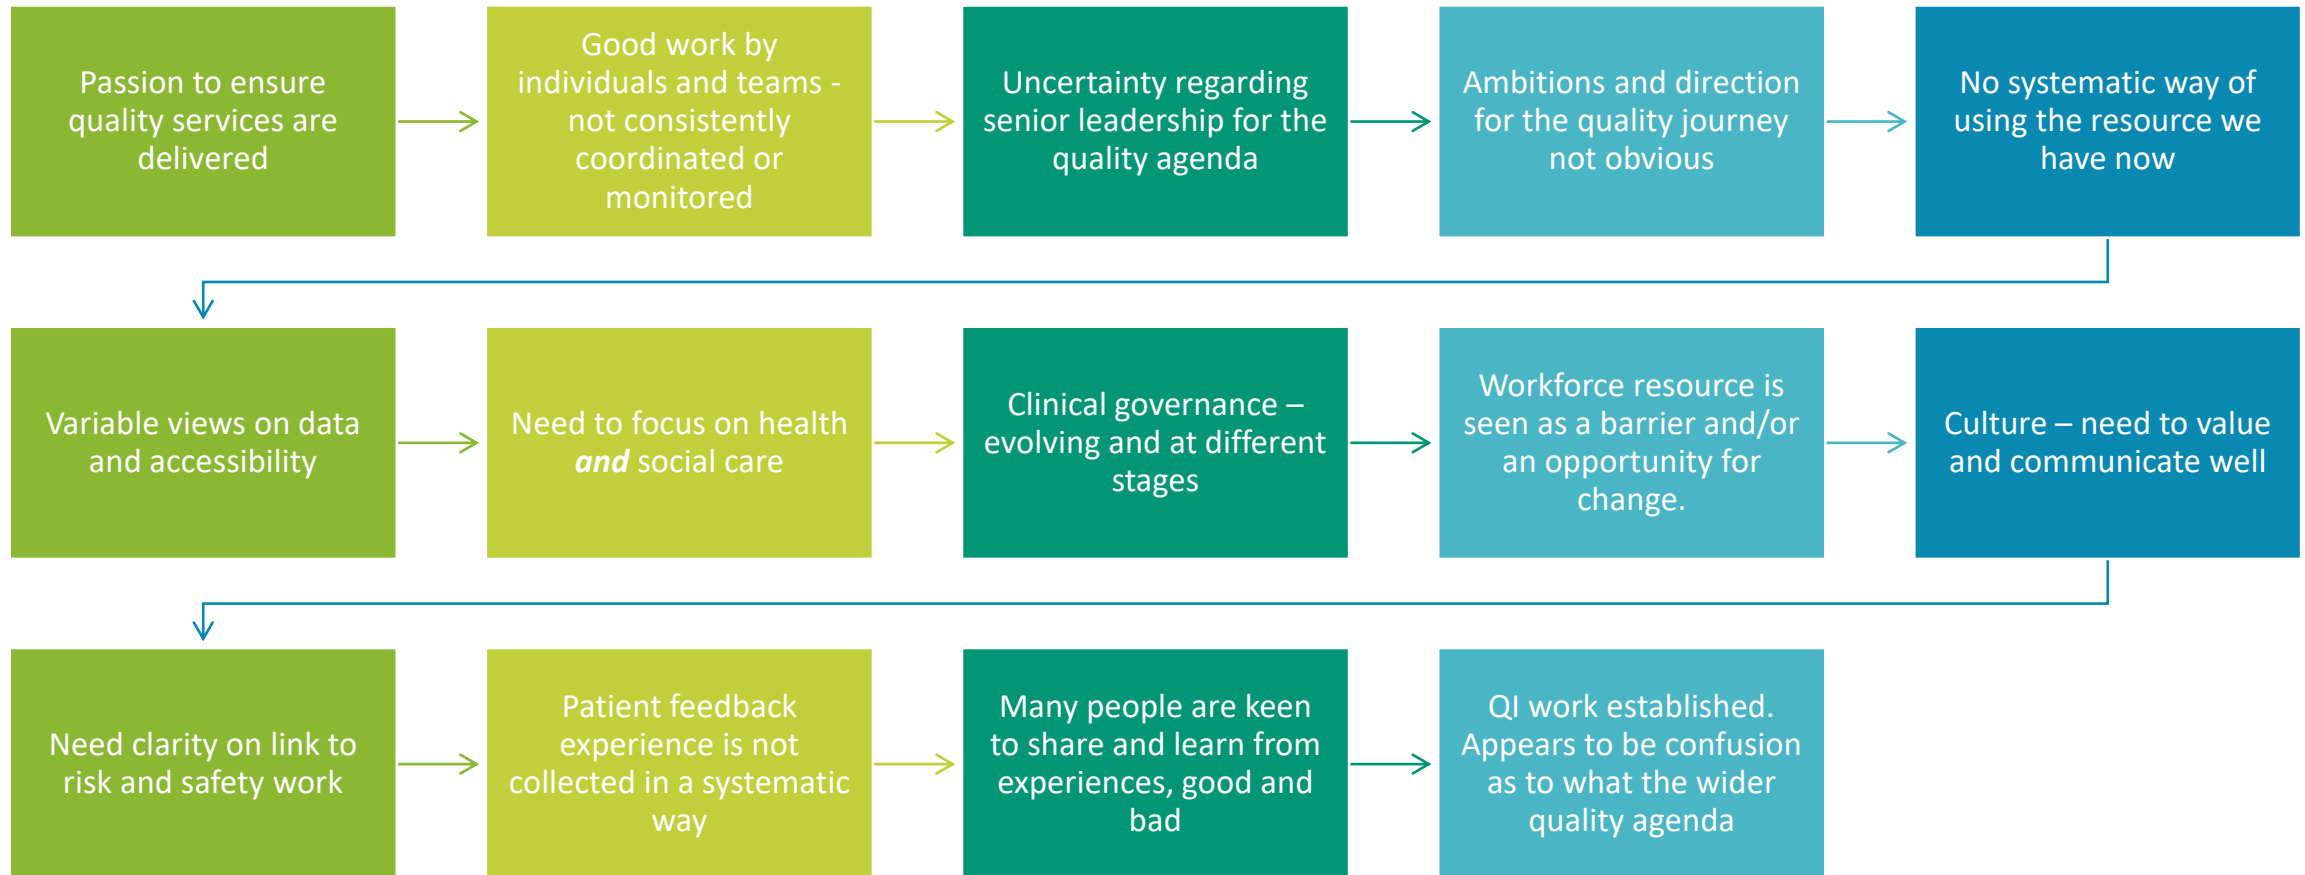 Passion to ensure
quality services are
delivered
Good work by
individuals and teams -
not consistently
coordinated or
monitored
Uncertainty regarding
senior leadership for the
quality agenda
Ambitions and direction
for the quality journey
not obvious
No systematic way of
using the resource we
have now
Variable views on data
and accessibility
Need to focus on health
and social care
Clinical governance –
evolving and at different
stages
Workforce resource is
seen as a barrier and/or
an opportunity for
change.
Culture – need to value
and communicate well
Need clarity on link to
risk and safety work
Patient feedback
experience is not
collected in a systematic
way
Many people are keen
to share and learn from
experiences, good and
bad
QI work established.
Appears to be confusion
as to what the wider
quality agenda